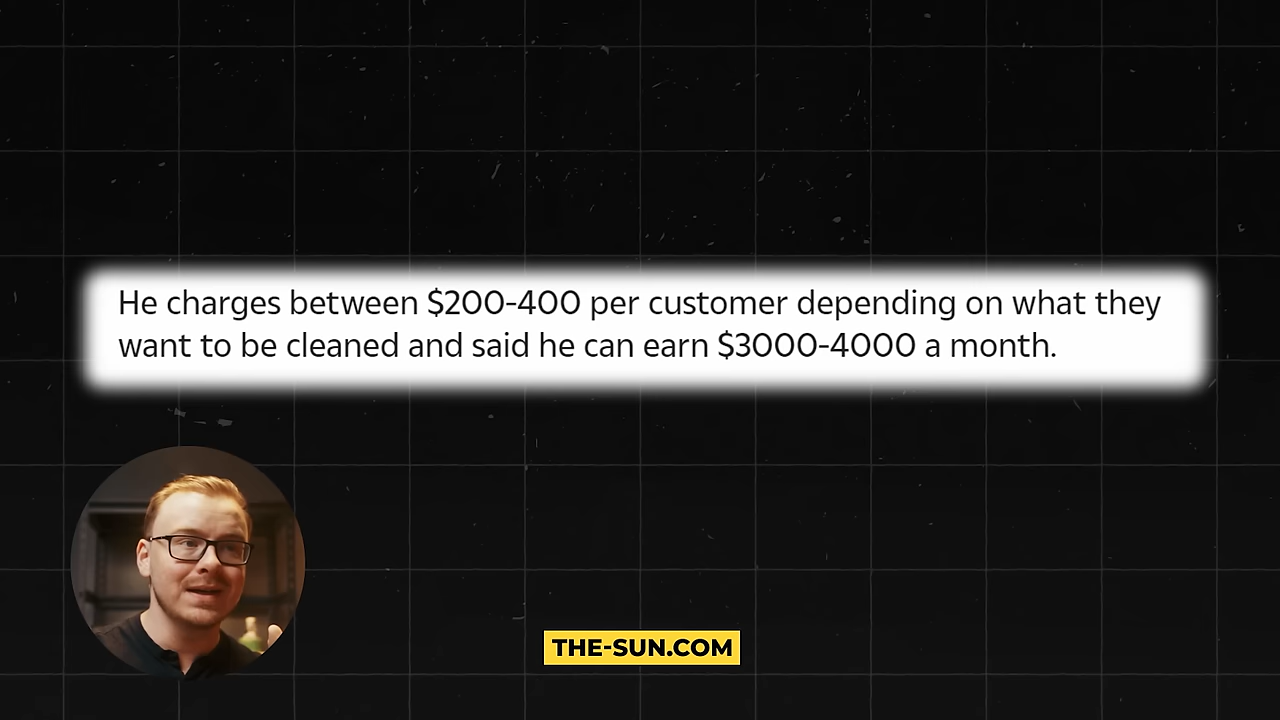 He charges between $200-400 per customer depending on what they
want to be cleaned and said he can earn $3000-4000 a month.
THE-SUN.COM